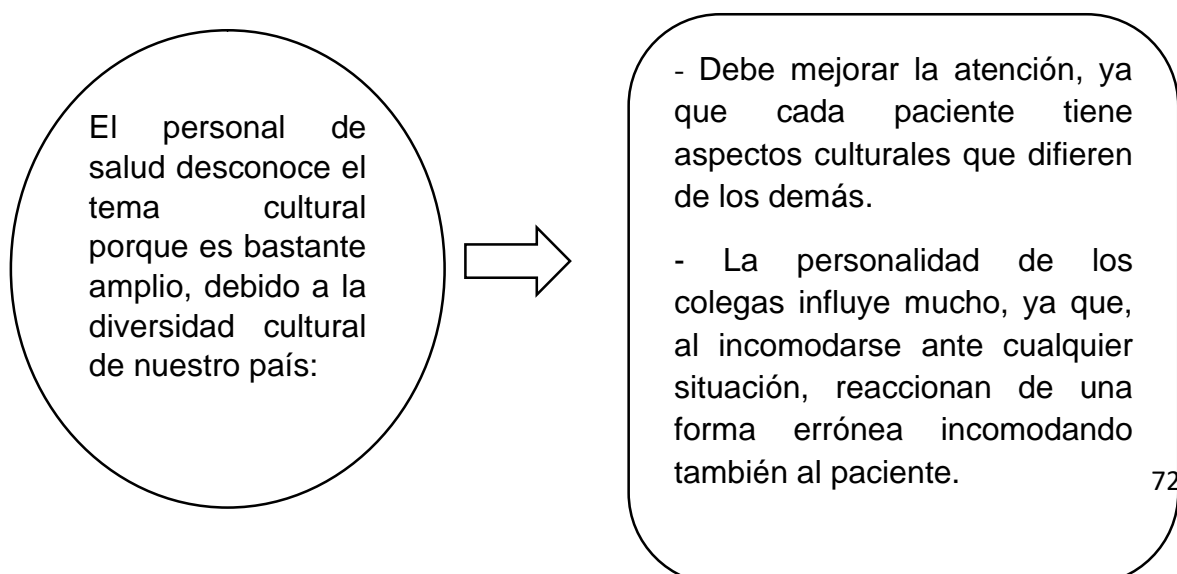 El personal de
salud desconoce el
tema cultural
porque es bastante
amplio, debido a la
diversidad cultural
de nuestro país:
- Debe mejorar la atención, ya
que cada paciente tiene
aspectos culturales que difieren
de los demás.
- La personalidad de los
colegas influye mucho, ya que,
al incomodarse ante cualquier
situación, reaccionan de una
forma errónea incomodando
también al paciente.
72